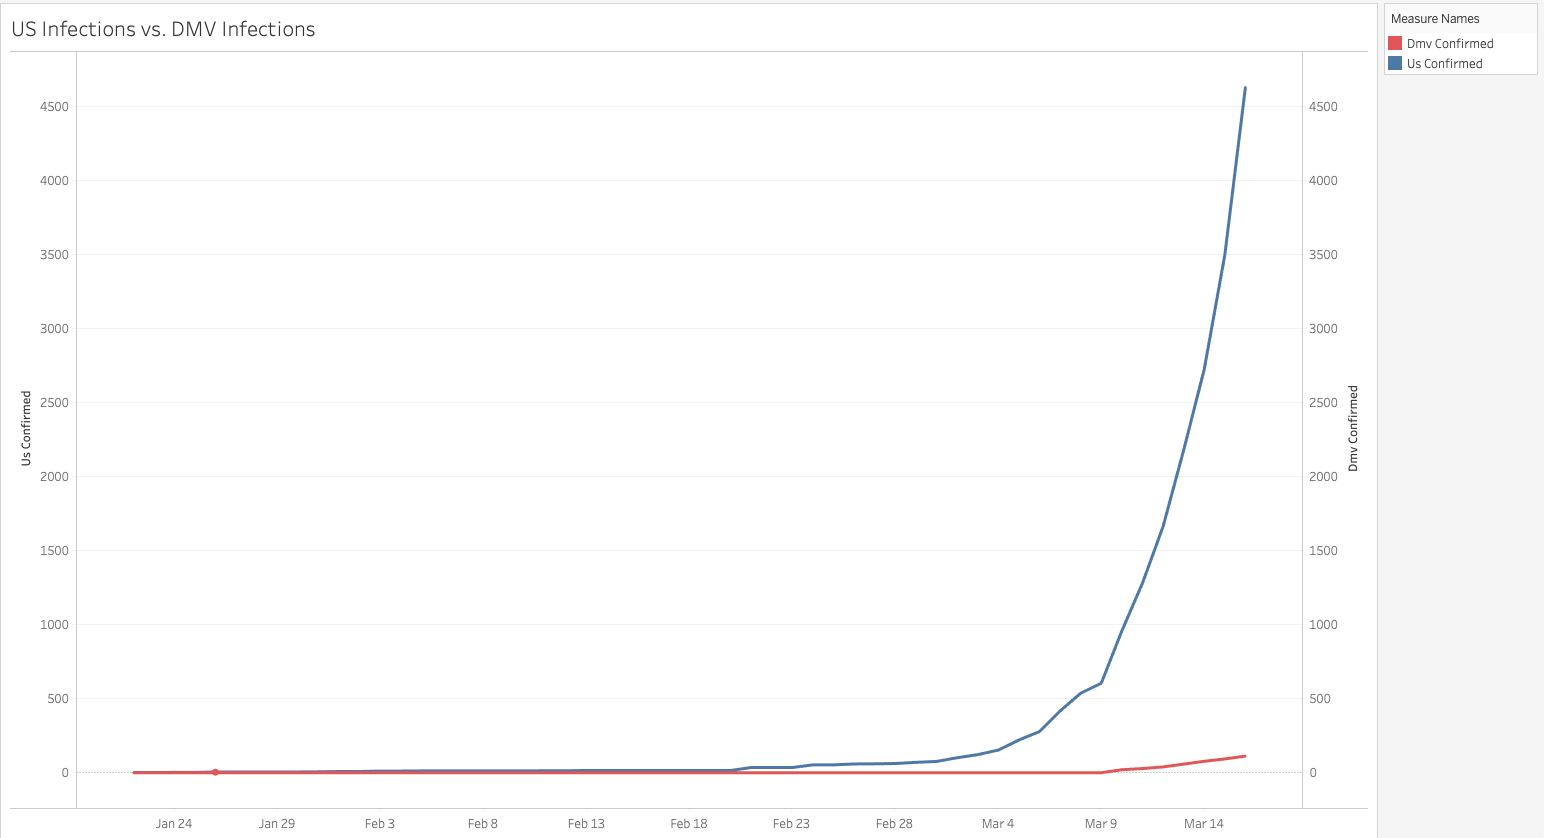 US Infections vs. DMV Infections
Measure Names
Dmv Confirmed
Us Confirmed
4500
4000
3500
3000
2500
2000
1500
1000
500
0
Us Confirmed
4500
4000
3500
3000
2500
2000
1500
1000
500
0
Dmv Confirmed
Jan 24 Jan 29 Feb 3 Feb 8 Feb 13 Feb 18 Feb 23 Feb 28 Mar 4 Mar 9 Mar 14